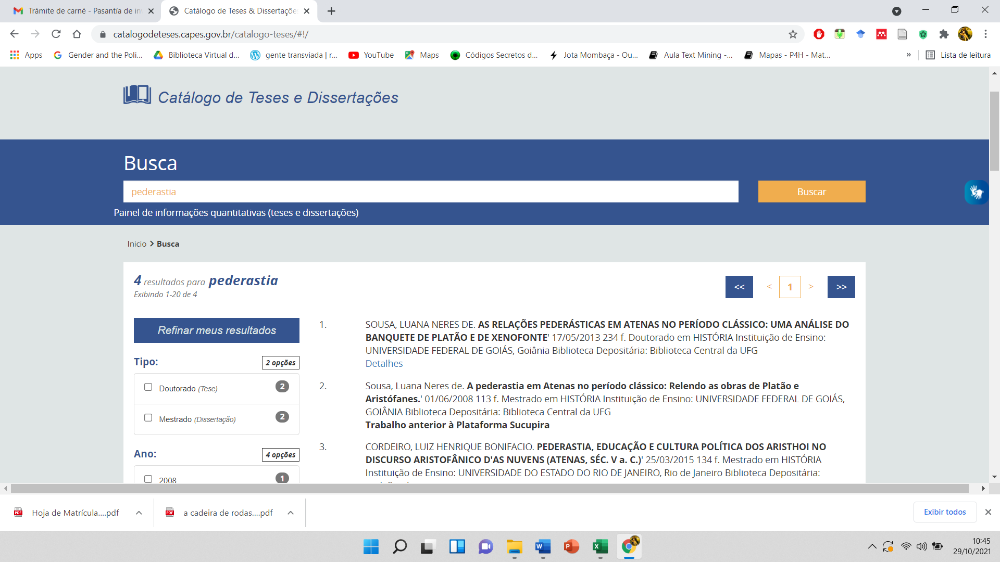 Trámite de carné - Pasantía de in
Catálogo de Teses & Dissertaçõe
catalogodeteses.capes.gov.br/catalogo-teses/#!/
Apps
Gender and the Poli...
Biblioteca Virtual d...
gente transviada | r...
YouTube
Maps
Códigos Secretos d...
Jota Mombaça - Ou...
Aula Text Mining -...
Mapas - P4H - Mat...
»
Lista de leitura
Catálogo de Teses e Dissertações
Busca
pederastia
Buscar
Painel de informações quantitativas (teses e dissertações)
Inicio > Busca
4 resultados para pederastia
Exibindo 1-20 de 4
<< < 1 > >>
Refinar meus resultados
Tipo: 2 opções
Doutorado (Tese) 2
Mestrado (Dissertação) 2
Ano: 4 opções
2008 1
1. SOUSA, LUANA NERES DE. AS RELAÇÕES PEDERÁSTICAS EM ATENAS NO PERÍODO CLÁSSICO: UMA ANÁLISE DO
BANQUETE DE PLATÃO E DE XENOFONTE' 17/05/2013 234 f. Doutorado em HISTÓRIA Instituição de Ensino:
UNIVERSIDADE FEDERAL DE GOIÁS, Goiânia Biblioteca Depositária: Biblioteca Central da UFG
Detalhes
2. Sousa, Luana Neres de. A pederastia em Atenas no período clássico: Relendo as obras de Platão e
Aristófanes.' 01/06/2008 113 f. Mestrado em HISTÓRIA Instituição de Ensino: UNIVERSIDADE FEDERAL DE GOIÁS,
GOIÂNIA Biblioteca Depositária: Biblioteca Central da UFG
Trabalho anterior à Plataforma Sucupira
3. CORDEIRO, LUIZ HENRIQUE BONIFACIO. PEDERASTIA, EDUCAÇÃO E CULTURA POLÍTICA DOS ARISTHOI NO
DISCURSO ARISTOFÂNICO D'AS NUVENS (ATENAS, SÉC. V a. C.)' 25/03/2015 134 f. Mestrado em HISTÓRIA
Instituição de Ensino: UNIVERSIDADE DO ESTADO DO RIO DE JANEIRO, Rio de Janeiro Biblioteca Depositária:
Hoja de Matrícula....pdf
a cadeira de rodas....pdf
Exibir todos
10:45
29/10/2021